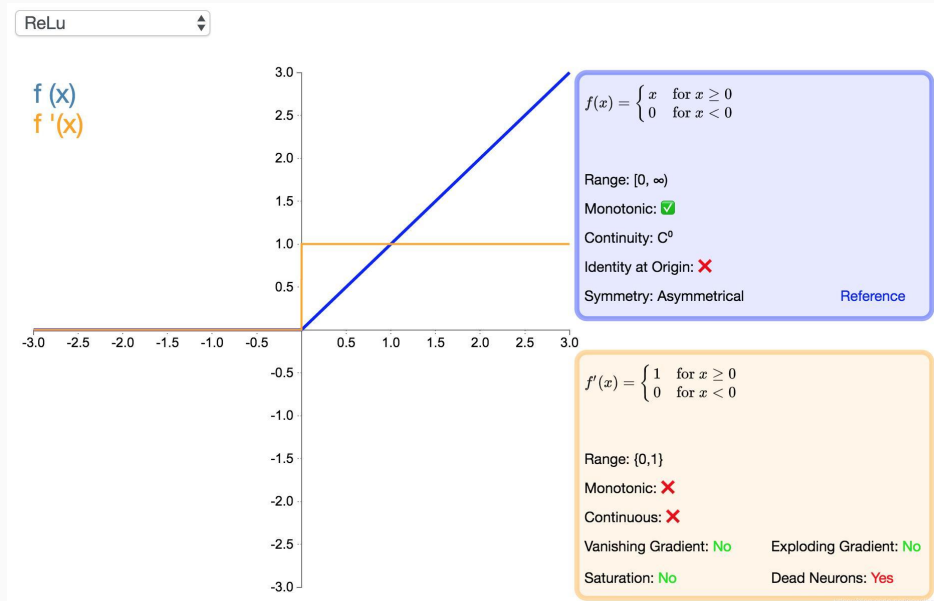 ReLu
f (x)
f '(x)
3.0
2.5
2.0
1.5
1.0
0.5
-3.0 -2.5 -2.0 -1.5 -1.0 -0.5 0.5 1.0 1.5 2.0 2.5 3.0
-0.5
-1.0
-1.5
-2.0
-2.5
-3.0
f(x) = { x for x ≥ 0
0 for x < 0
Range: [0, ∞)
Monotonic: ✅
Continuity: C⁰
Identity at Origin: ❌
Symmetry: Asymmetrical Reference
f′(x) = { 1 for x ≥ 0
0 for x < 0
Range: {0,1}
Monotonic: ❌
Continuous: ❌
Vanishing Gradient: No Exploding Gradient: No
Saturation: No Dead Neurons: Yes